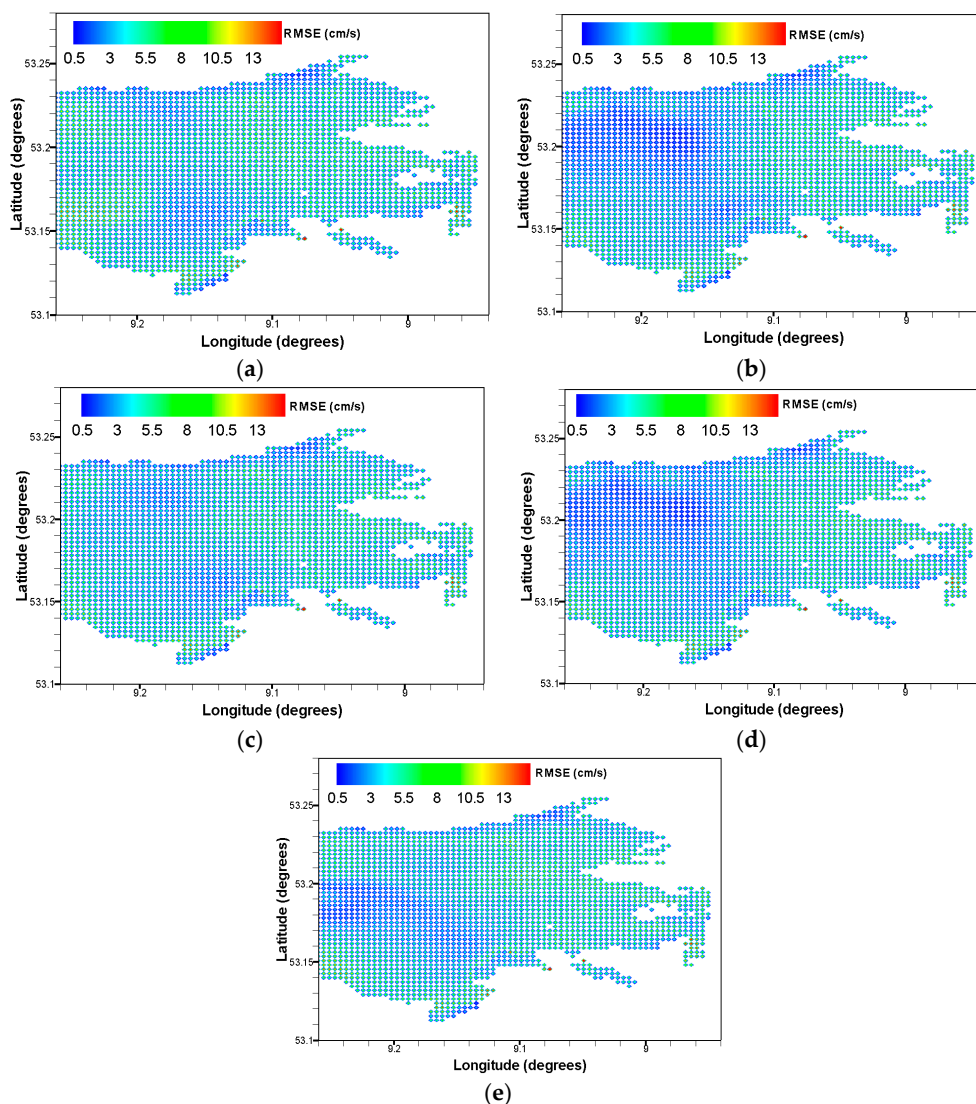 RMSE (cm/s)
0.5 3 5.5 8 10.5 13
53.25
53.2
53.15
53.1
Latitude (degrees)
9.2 9.1 9
Longitude (degrees)
(a)
RMSE (cm/s)
0.5 3 5.5 8 10.5 13
53.25
53.2
53.15
53.1
Latitude (degrees)
9.2 9.1 9
Longitude (degrees)
(b)
RMSE (cm/s)
0.5 3 5.5 8 10.5 13
53.25
53.2
53.15
53.1
Latitude (degrees)
9.2 9.1 9
Longitude (degrees)
(c)
RMSE (cm/s)
0.5 3 5.5 8 10.5 13
53.25
53.2
53.15
53.1
Latitude (degrees)
9.2 9.1 9
Longitude (degrees)
(d)
RMSE (cm/s)
0.5 3 5.5 8 10.5 13
53.25
53.2
53.15
53.1
Latitude (degrees)
9.2 9.1 9
Longitude (degrees)
(e)